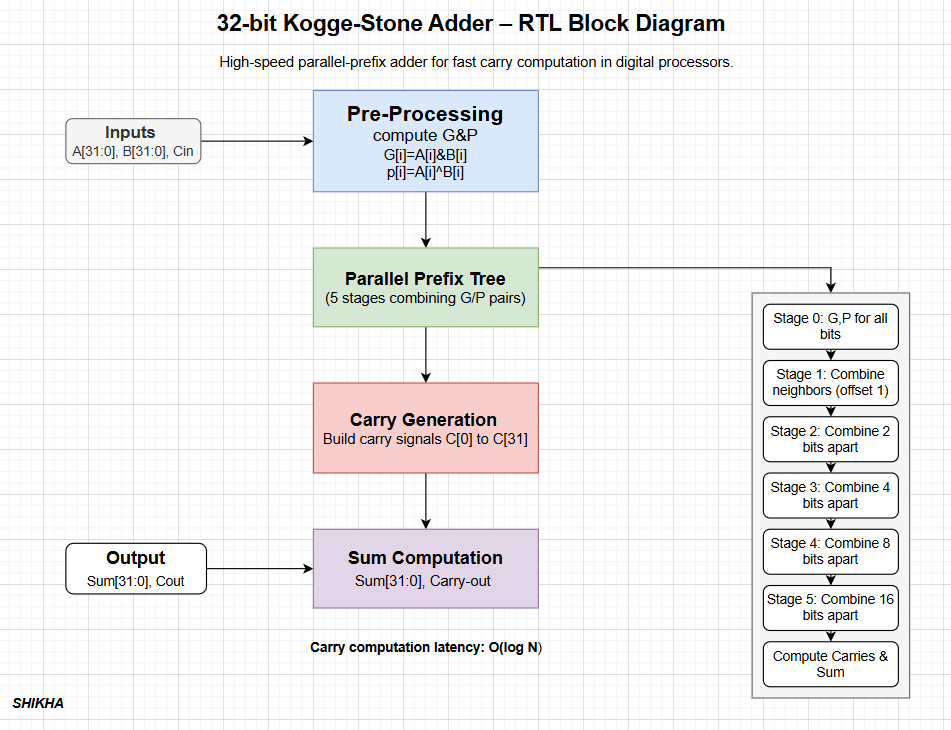 32-bit Kogge-Stone Adder – RTL Block Diagram
High-speed parallel-prefix adder for fast carry computation in digital processors.
Inputs
A[31:0], B[31:0], Cin
Pre-Processing
compute G&P
G[i]=A[i]&B[i]
p[i]=A[i]^B[i]
Parallel Prefix Tree
(5 stages combining G/P pairs)
Carry Generation
Build carry signals C[0] to C[31]
Output
Sum[31:0], Cout
Sum Computation
Sum[31:0], Carry-out
Carry computation latency: O(log N)
Stage 0: G,P for all
bits
Stage 1: Combine
neighbors (offset 1)
Stage 2: Combine 2
bits apart
Stage 3: Combine 4
bits apart
Stage 4: Combine 8
bits apart
Stage 5: Combine 16
bits apart
Compute Carries &
Sum
SHIKHA